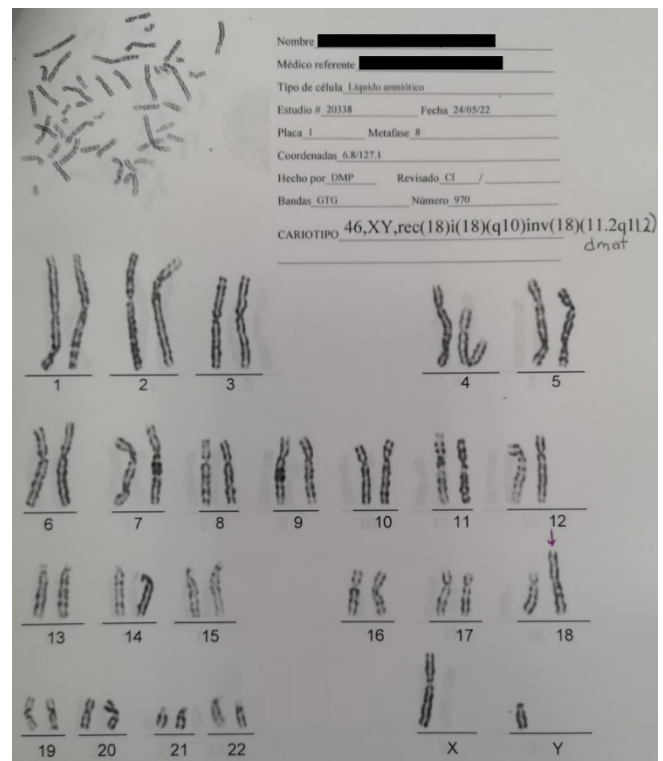 Nombre
Médico referente
Tipo de célula Líquido amniótico
Estudio # 20338 Fecha 24/05/22
Placa 1 Metafase 8
Coordenadas 6.8/127.1
Hecho por DMP Revisado CI /
Bandas GTG Número 970
CARIOTIPO 46,XY,rec(18)i(18)(q10)inv(18)(11.2q11.2)
dmat
1 2 3 4 5
6 7 8 9 10 11 12
13 14 15 16 17 18
19 20 21 22 X Y